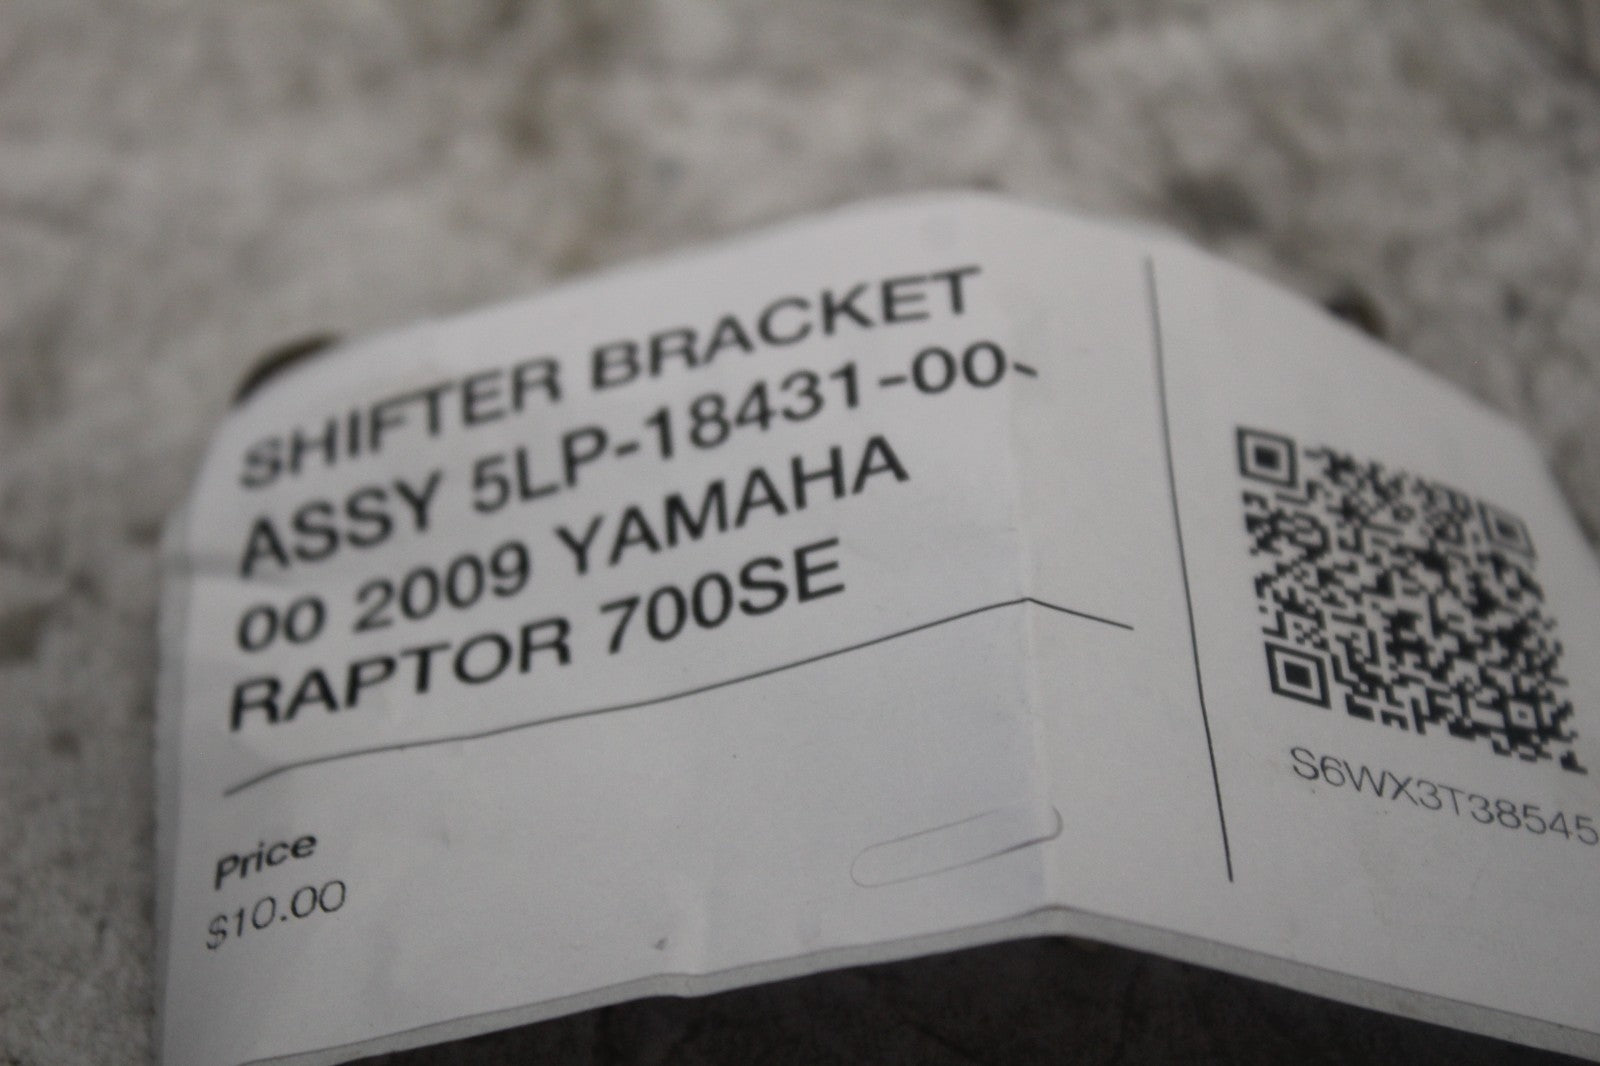 SHIFTER BRACKET
ASSY 5LP-18431-00-
00 2009 YAMAHA
RAPTOR 700SE
Price
$10.00
S6WX3T38545